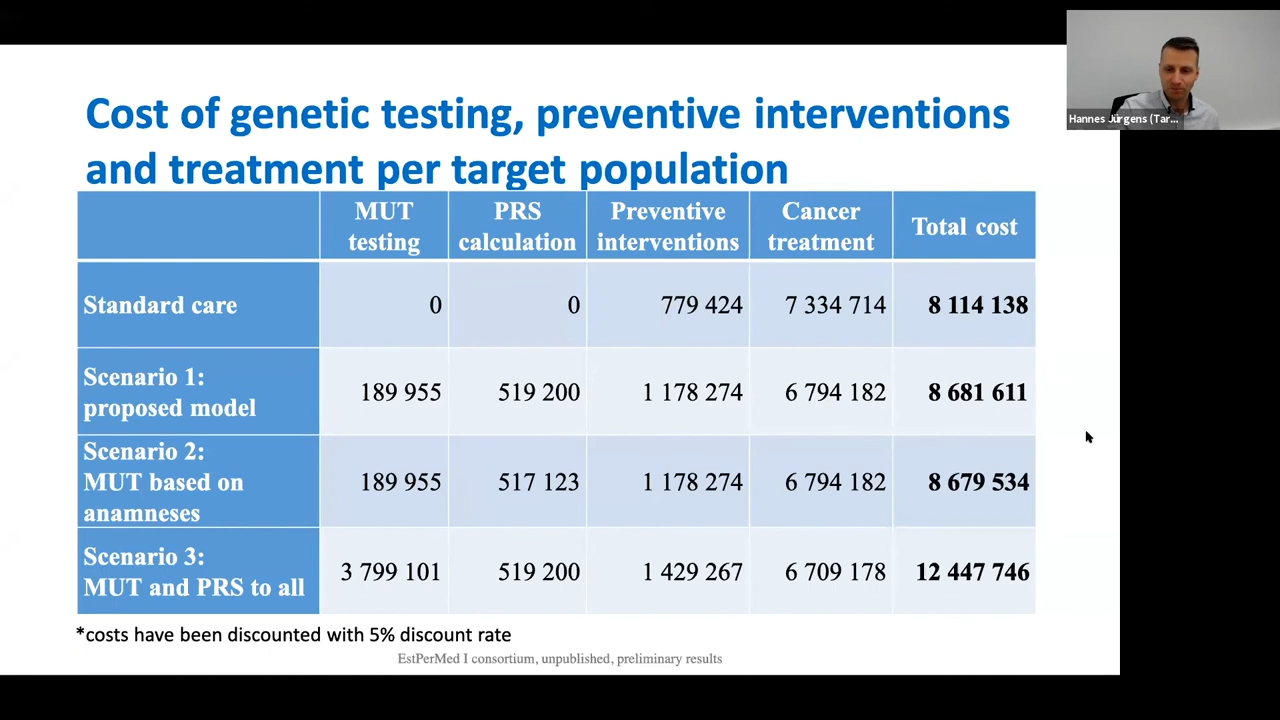 Hannes Jürgens (Tar...
Cost of genetic testing, preventive interventions
and treatment per target population
MUT testing PRS calculation Preventive interventions Cancer treatment Total cost
Standard care 0 0 779 424 7 334 714 8 114 138
Scenario 1: proposed model 189 955 519 200 1 178 274 6 794 182 8 681 611
Scenario 2: MUT based on anamneses 189 955 517 123 1 178 274 6 794 182 8 679 534
Scenario 3: MUT and PRS to all 3 799 101 519 200 1 429 267 6 709 178 12 447 746
*costs have been discounted with 5% discount rate
EstPerMed I consortium, unpublished, preliminary results